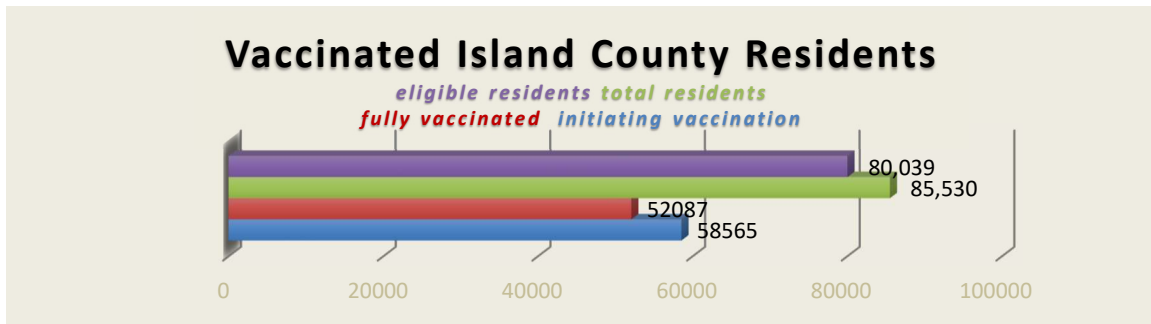 Vaccinated Island County Residents
eligible residents total residents
fully vaccinated initiating vaccination
80,039
85,530
52087
58565
0 20000 40000 60000 80000 100000